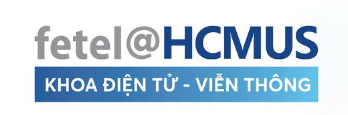 fetel@HCMUS
KHOA ĐIỆN TỬ - VIỄN THÔNG